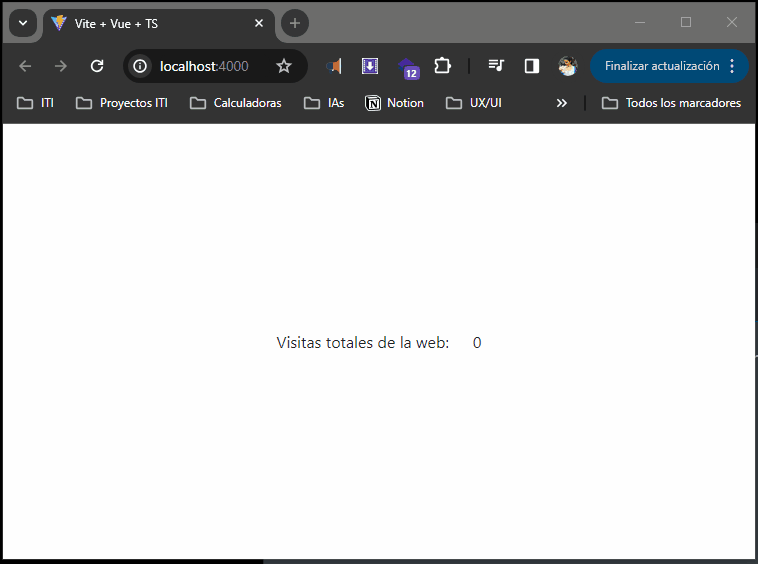 Vite + Vue + TS
localhost:4000
12
Finalizar actualización
ITI
Proyectos ITI
Calculadoras
IAs
Notion
UX/UI
Todos los marcadores
Visitas totales de la web: 0